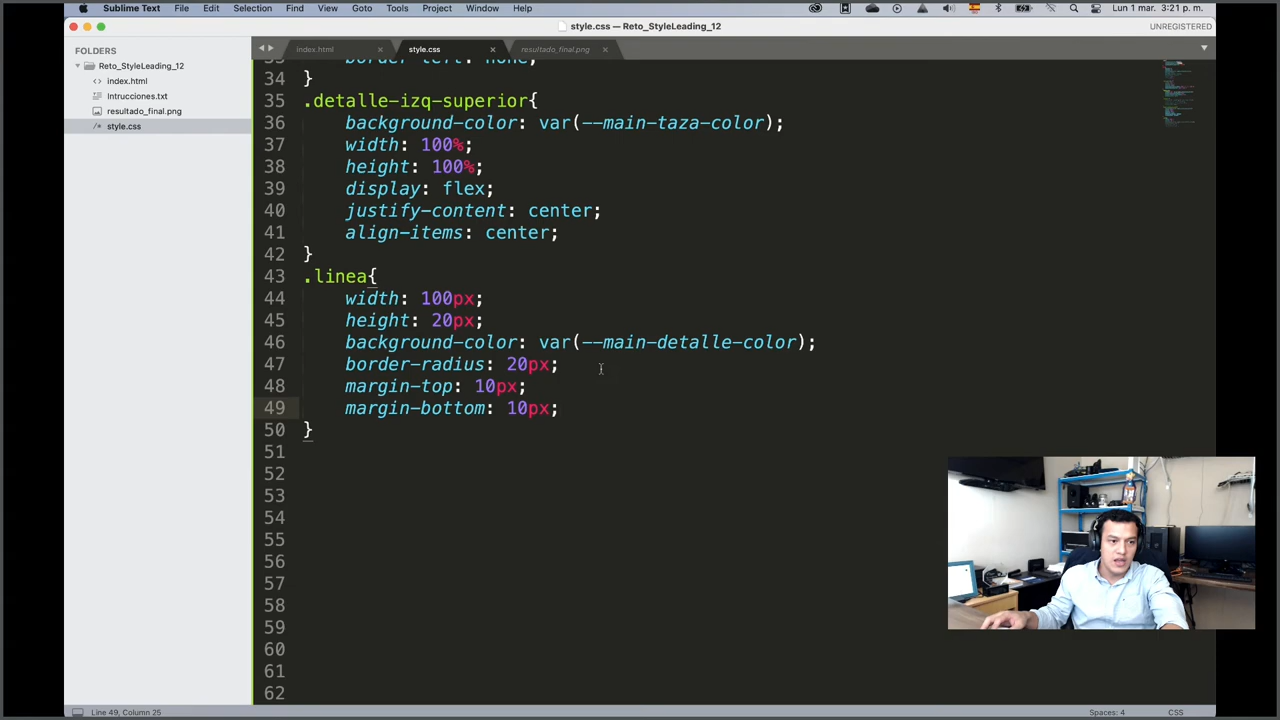 Sublime Text File Edit Selection Find View Goto Tools Project Window Help Lun 1 mar. 3:21 p. m.
style.css — Reto_StyleLeading_12 UNREGISTERED
FOLDERS
Reto_StyleLeading_12
index.html
Intrucciones.txt
resultado_final.png
style.css
index.html style.css resultado_final.png
33 border-left: none;
34 }
35 .detalle-izq-superior{
36 background-color: var(--main-taza-color);
37 width: 100%;
38 height: 100%;
39 display: flex;
40 justify-content: center;
41 align-items: center;
42 }
43 .linea{
44 width: 100px;
45 height: 20px;
46 background-color: var(--main-detalle-color);
47 border-radius: 20px;
48 margin-top: 10px;
49 margin-bottom: 10px;
50 }
51
52
53
54
55
56
57
58
59
60
61
62
Line 49, Column 25 Spaces: 4 CSS